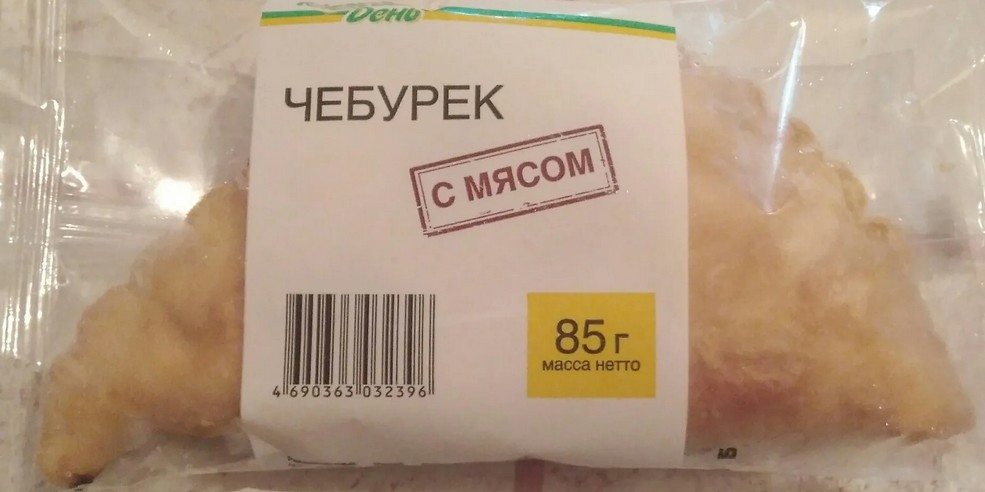 день
ЧЕБУРЕК
С МЯСОМ
85 г
масса нетто
4 690363 032396